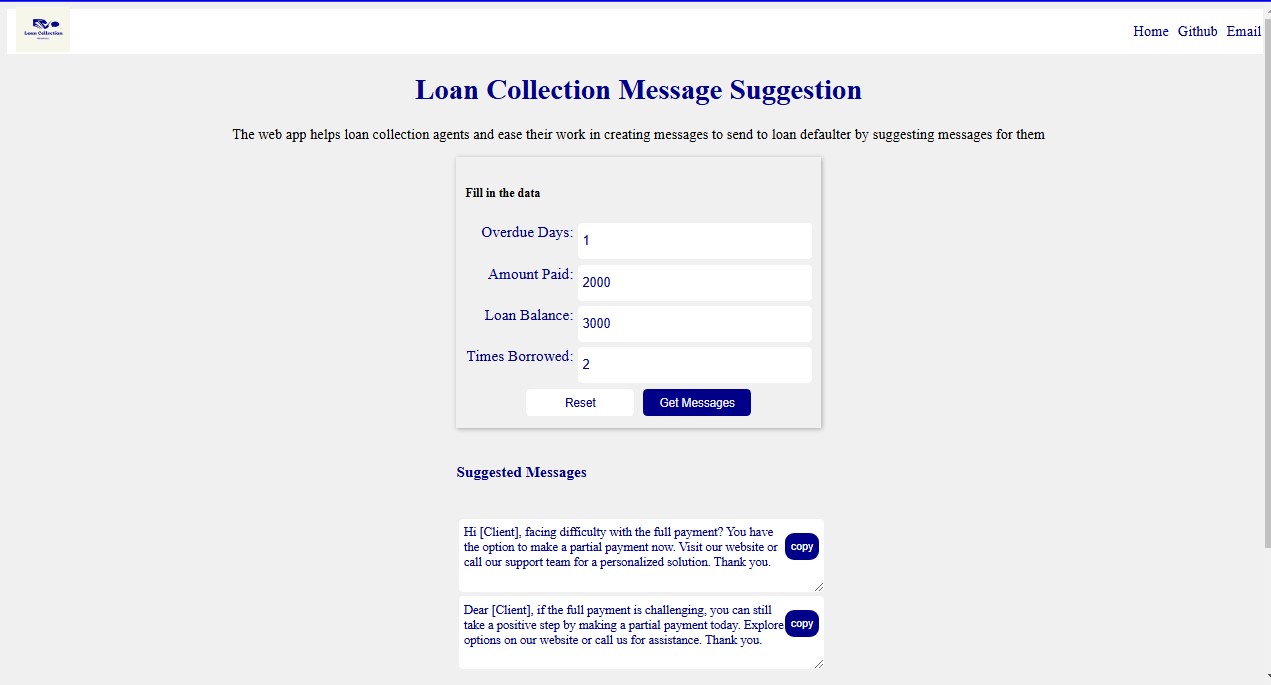 Loan Collection
Home Github Email
Loan Collection Message Suggestion
The web app helps loan collection agents and ease their work in creating messages to send to loan defaulter by suggesting messages for them
Fill in the data
Overdue Days: 1
Amount Paid: 2000
Loan Balance: 3000
Times Borrowed: 2
Reset Get Messages
Suggested Messages
Hi [Client], facing difficulty with the full payment? You have
the option to make a partial payment now. Visit our website or
call our support team for a personalized solution. Thank you.
copy
Dear [Client], if the full payment is challenging, you can still
take a positive step by making a partial payment today. Explore
options on our website or call us for assistance. Thank you.
copy